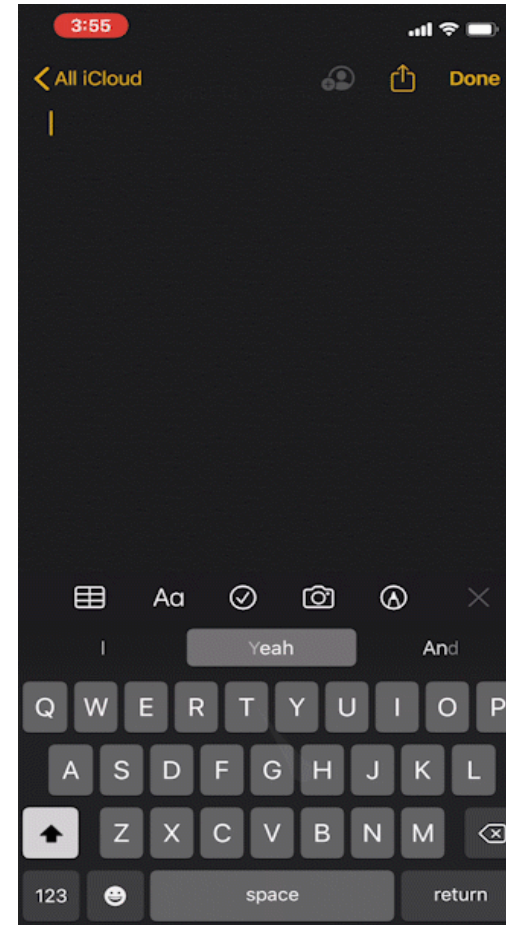 3:55
All iCloud Done
Aa
I Yeah And
Q W E R T Y U I O P
A S D F G H J K L
Z X C V B N M
123 space return